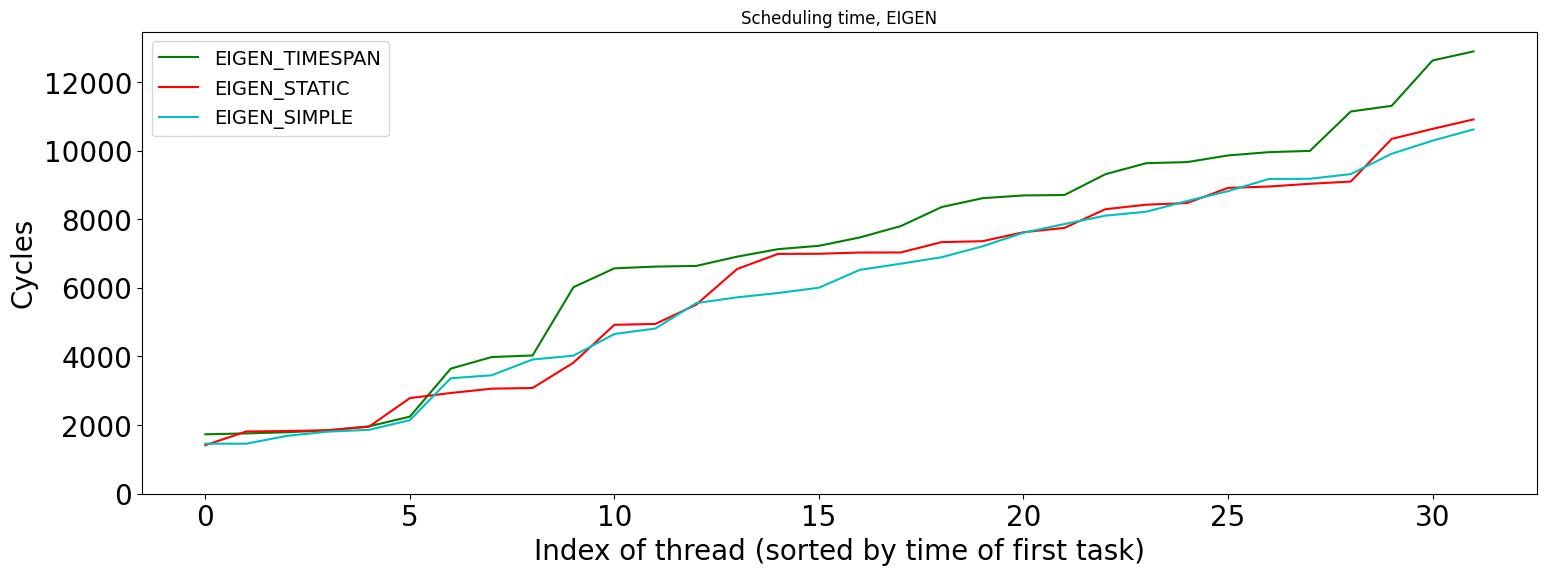 Scheduling time, EIGEN
EIGEN_TIMESPAN
EIGEN_STATIC
EIGEN_SIMPLE
12000
10000
8000
6000
4000
2000
0
Cycles
0 5 10 15 20 25 30
Index of thread (sorted by time of first task)